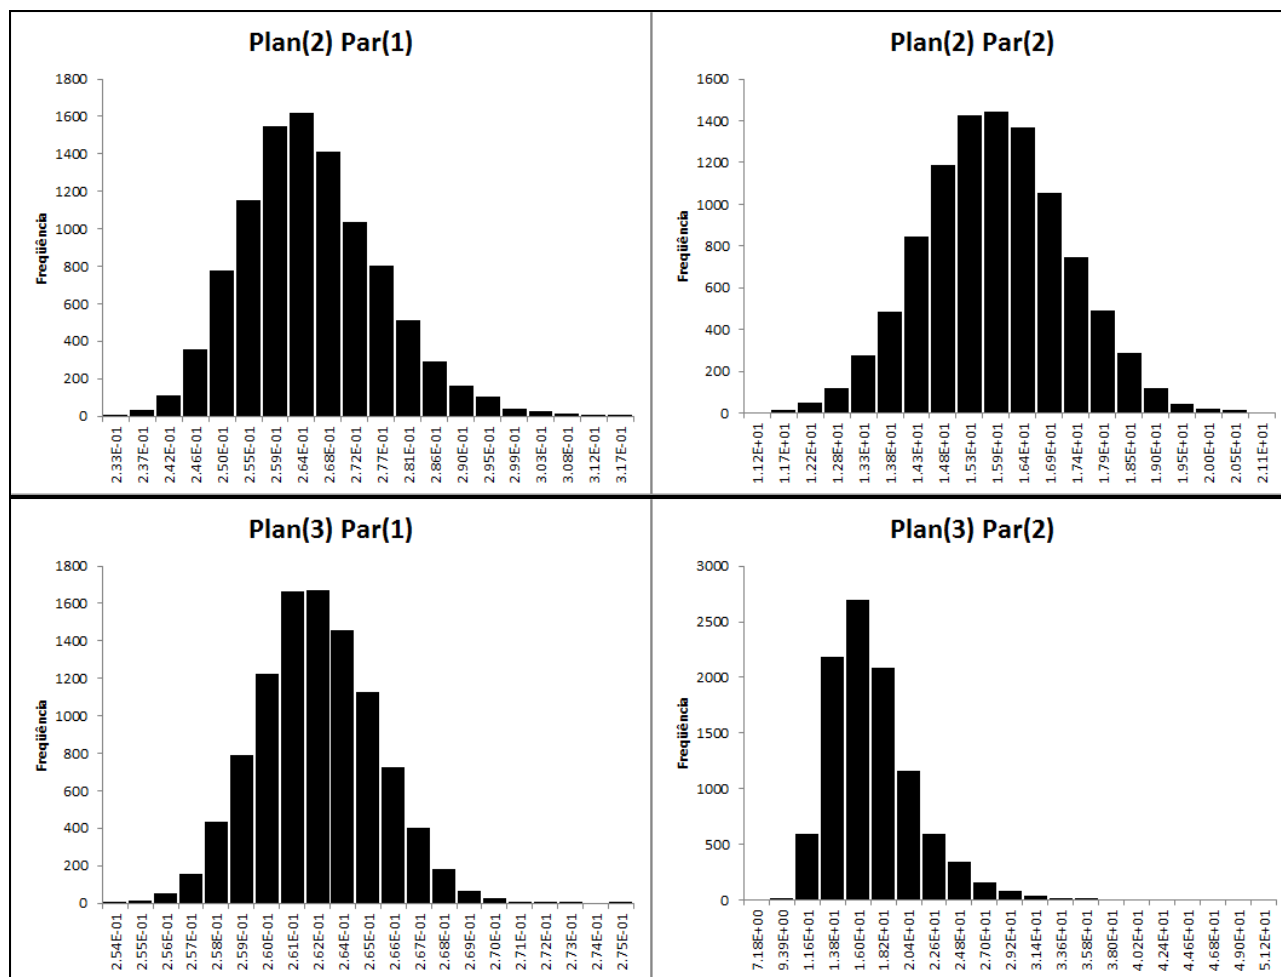 Plan(2) Par(1)
1800
1600
1400
1200
1000
800
600
400
200
0
Freqüência
2.33E-01
2.37E-01
2.42E-01
2.46E-01
2.50E-01
2.55E-01
2.59E-01
2.64E-01
2.68E-01
2.72E-01
2.77E-01
2.81E-01
2.86E-01
2.90E-01
2.95E-01
2.99E-01
3.03E-01
3.08E-01
3.12E-01
3.17E-01
Plan(2) Par(2)
1600
1400
1200
1000
800
600
400
200
0
Freqüência
1.12E+01
1.17E+01
1.22E+01
1.28E+01
1.33E+01
1.38E+01
1.43E+01
1.48E+01
1.53E+01
1.59E+01
1.64E+01
1.69E+01
1.74E+01
1.79E+01
1.85E+01
1.90E+01
1.95E+01
2.00E+01
2.05E+01
2.11E+01
Plan(3) Par(1)
1800
1600
1400
1200
1000
800
600
400
200
0
Freqüência
2.54E-01
2.55E-01
2.56E-01
2.57E-01
2.58E-01
2.59E-01
2.60E-01
2.61E-01
2.62E-01
2.64E-01
2.65E-01
2.66E-01
2.67E-01
2.68E-01
2.69E-01
2.70E-01
2.71E-01
2.72E-01
2.73E-01
2.74E-01
2.75E-01
Plan(3) Par(2)
3000
2500
2000
1500
1000
500
0
Freqüência
7.18E+00
9.39E+00
1.16E+01
1.38E+01
1.60E+01
1.82E+01
2.04E+01
2.26E+01
2.48E+01
2.70E+01
2.92E+01
3.14E+01
3.36E+01
3.58E+01
3.80E+01
4.02E+01
4.24E+01
4.46E+01
4.68E+01
4.90E+01
5.12E+01